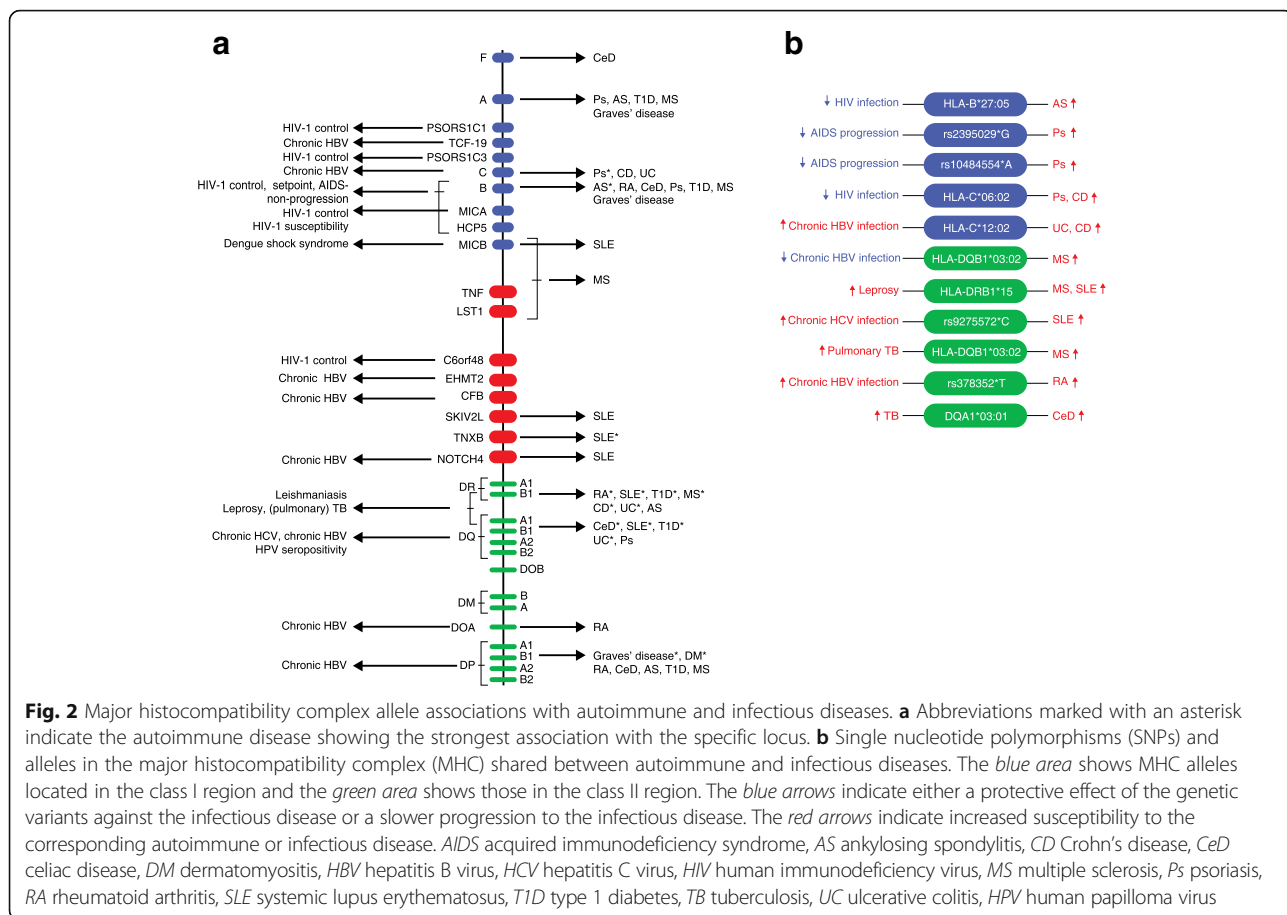 a
F CeD
A Ps, AS, T1D, MS
Graves' disease
HIV-1 control PSORS1C1
Chronic HBV TCF-19
HIV-1 control PSORS1C3
Chronic HBV C Ps*, CD, UC
HIV-1 control, setpoint, AIDS-
non-progression
B AS*, RA, CeD, Ps, T1D, MS
Graves' disease
HIV-1 control
HIV-1 susceptibility
MICA
HCP5
Dengue shock syndrome MICB SLE
MS
TNF
LST1
HIV-1 control C6orf48
Chronic HBV EHMT2
Chronic HBV CFB
SKIV2L SLE
TNXB SLE*
Chronic HBV NOTCH4 SLE
DR A1
B1
RA*, SLE*, T1D*, MS*
CD*, UC*, AS
Leishmaniasis
Leprosy, (pulmonary) TB
Chronic HCV, chronic HBV
HPV seropositivity
DQ A1
B1
A2
B2
CeD*, SLE*, T1D*
UC*, Ps
DOB
DM B
A
Chronic HBV DOA RA
Chronic HBV DP A1
B1
A2
B2
Graves' disease*, DM*
RA, CeD, AS, T1D, MS
b
↓ HIV infection HLA-B*27:05 AS ↑
↓ AIDS progression rs2395029*G Ps ↑
↓ AIDS progression rs10484554*A Ps ↑
↓ HIV infection HLA-C*06:02 Ps, CD ↑
↑ Chronic HBV infection HLA-C*12:02 UC, CD ↑
↓ Chronic HBV infection HLA-DQB1*03:02 MS ↑
↑ Leprosy HLA-DRB1*15 MS, SLE ↑
↑ Chronic HCV infection rs9275572*C SLE ↑
↑ Pulmonary TB HLA-DQB1*03:02 MS ↑
↑ Chronic HBV infection rs378352*T RA ↑
↑ TB DQA1*03:01 CeD ↑
Fig. 2 Major histocompatibility complex allele associations with autoimmune and infectious diseases. a Abbreviations marked with an asterisk
indicate the autoimmune disease showing the strongest association with the specific locus. b Single nucleotide polymorphisms (SNPs) and
alleles in the major histocompatibility complex (MHC) shared between autoimmune and infectious diseases. The blue area shows MHC alleles
located in the class I region and the green area shows those in the class II region. The blue arrows indicate either a protective effect of the genetic
variants against the infectious disease or a slower progression to the infectious disease. The red arrows indicate increased susceptibility to the
corresponding autoimmune or infectious disease. AIDS acquired immunodeficiency syndrome, AS ankylosing spondylitis, CD Crohn's disease, CeD
celiac disease, DM dermatomyositis, HBV hepatitis B virus, HCV hepatitis C virus, HIV human immunodeficiency virus, MS multiple sclerosis, Ps psoriasis,
RA rheumatoid arthritis, SLE systemic lupus erythematosus, T1D type 1 diabetes, TB tuberculosis, UC ulcerative colitis, HPV human papilloma virus